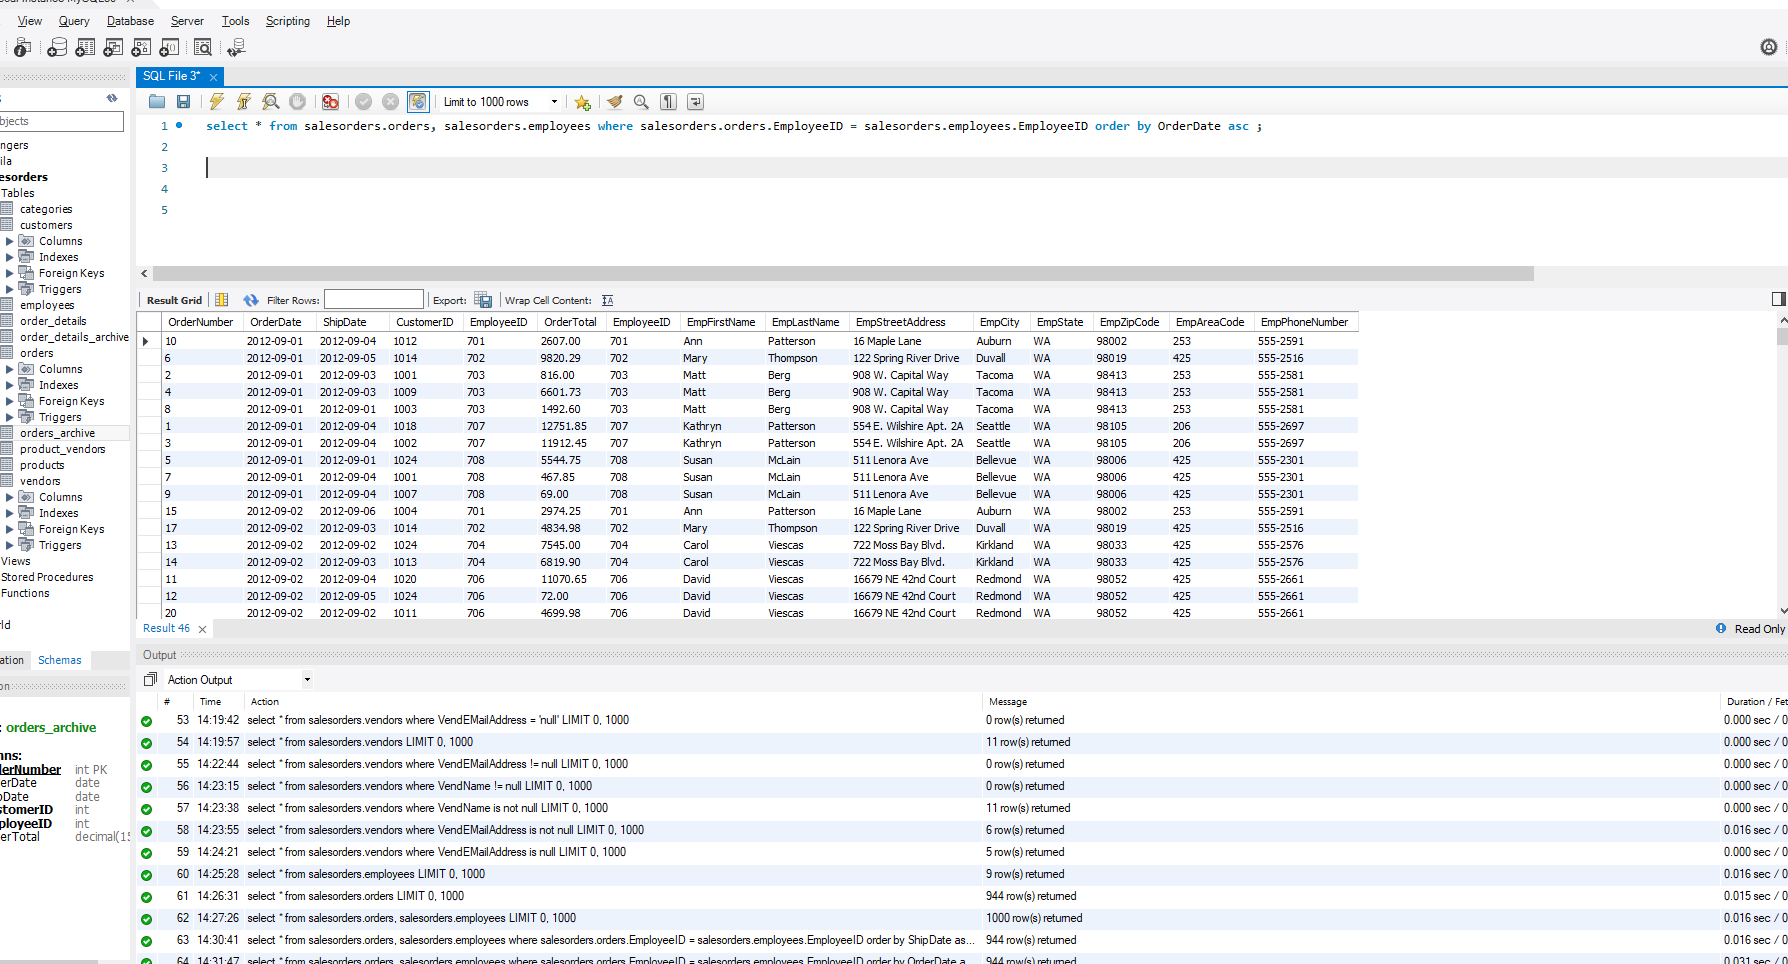 View Query Database Server Tools Scripting Help
SQL File 3*
Limit to 1000 rows
1 select * from salesorders.orders, salesorders.employees where salesorders.orders.EmployeeID = salesorders.employees.EmployeeID order by OrderDate asc ;
2
3
4
5
bjects
ngers
ila
esorders
Tables
categories
customers
Columns
Indexes
Foreign Keys
Triggers
employees
order_details
order_details_archive
orders
Columns
Indexes
Foreign Keys
Triggers
orders_archive
product_vendors
products
vendors
Columns
Indexes
Foreign Keys
Triggers
Views
Stored Procedures
Functions
rld
ation Schemas
on
: orders_archive
ns:
lerNumber int PK
erDate date
pDate date
stomerID int
ployeeID int
erTotal decimal(15
Result Grid Filter Rows: Export: Wrap Cell Content:
OrderNumber OrderDate ShipDate CustomerID EmployeeID OrderTotal EmployeeID EmpFirstName EmpLastName EmpStreetAddress EmpCity EmpState EmpZipCode EmpAreaCode EmpPhoneNumber
10 2012-09-01 2012-09-04 1012 701 2607.00 701 Ann Patterson 16 Maple Lane Auburn WA 98002 253 555-2591
6 2012-09-01 2012-09-05 1014 702 9820.29 702 Mary Thompson 122 Spring River Drive Duvall WA 98019 425 555-2516
2 2012-09-01 2012-09-03 1001 703 816.00 703 Matt Berg 908 W. Capital Way Tacoma WA 98413 253 555-2581
4 2012-09-01 2012-09-03 1009 703 6601.73 703 Matt Berg 908 W. Capital Way Tacoma WA 98413 253 555-2581
8 2012-09-01 2012-09-01 1003 703 1492.60 703 Matt Berg 908 W. Capital Way Tacoma WA 98413 253 555-2581
1 2012-09-01 2012-09-04 1018 707 12751.85 707 Kathryn Patterson 554 E. Wilshire Apt. 2A Seattle WA 98105 206 555-2697
3 2012-09-01 2012-09-04 1002 707 11912.45 707 Kathryn Patterson 554 E. Wilshire Apt. 2A Seattle WA 98105 206 555-2697
5 2012-09-01 2012-09-01 1024 708 5544.75 708 Susan McLain 511 Lenora Ave Bellevue WA 98006 425 555-2301
7 2012-09-01 2012-09-04 1001 708 467.85 708 Susan McLain 511 Lenora Ave Bellevue WA 98006 425 555-2301
9 2012-09-01 2012-09-04 1007 708 69.00 708 Susan McLain 511 Lenora Ave Bellevue WA 98006 425 555-2301
15 2012-09-02 2012-09-06 1004 701 2974.25 701 Ann Patterson 16 Maple Lane Auburn WA 98002 253 555-2591
17 2012-09-02 2012-09-03 1014 702 4834.98 702 Mary Thompson 122 Spring River Drive Duvall WA 98019 425 555-2516
13 2012-09-02 2012-09-02 1024 704 7545.00 704 Carol Viescas 722 Moss Bay Blvd. Kirkland WA 98033 425 555-2576
14 2012-09-02 2012-09-03 1013 704 6819.90 704 Carol Viescas 722 Moss Bay Blvd. Kirkland WA 98033 425 555-2576
11 2012-09-02 2012-09-04 1020 706 11070.65 706 David Viescas 16679 NE 42nd Court Redmond WA 98052 425 555-2661
12 2012-09-02 2012-09-05 1024 706 72.00 706 David Viescas 16679 NE 42nd Court Redmond WA 98052 425 555-2661
20 2012-09-02 2012-09-02 1011 706 4699.98 706 David Viescas 16679 NE 42nd Court Redmond WA 98052 425 555-2661
Result 46 Read Only
Output
Action Output
# Time Action Message Duration / Fet
53 14:19:42 select * from salesorders.vendors where VendEMailAddress = 'null' LIMIT 0, 1000 0 row(s) returned 0.000 sec / 0
54 14:19:57 select * from salesorders.vendors LIMIT 0, 1000 11 row(s) returned 0.000 sec / 0
55 14:22:44 select * from salesorders.vendors where VendEMailAddress != null LIMIT 0, 1000 0 row(s) returned 0.000 sec / 0
56 14:23:15 select * from salesorders.vendors where VendName != null LIMIT 0, 1000 0 row(s) returned 0.000 sec / 0
57 14:23:38 select * from salesorders.vendors where VendName is not null LIMIT 0, 1000 11 row(s) returned 0.000 sec / 0
58 14:23:55 select * from salesorders.vendors where VendEMailAddress is not null LIMIT 0, 1000 6 row(s) returned 0.016 sec / 0
59 14:24:21 select * from salesorders.vendors where VendEMailAddress is null LIMIT 0, 1000 5 row(s) returned 0.000 sec / 0
60 14:25:28 select * from salesorders.employees LIMIT 0, 1000 9 row(s) returned 0.016 sec / 0
61 14:26:31 select * from salesorders.orders LIMIT 0, 1000 944 row(s) returned 0.015 sec / 0
62 14:27:26 select * from salesorders.orders, salesorders.employees LIMIT 0, 1000 1000 row(s) returned 0.016 sec / 0
63 14:30:41 select * from salesorders.orders, salesorders.employees where salesorders.orders.EmployeeID = salesorders.employees.EmployeeID order by ShipDate as... 944 row(s) returned 0.016 sec / 0
64 14:31:47 select * from salesorders.orders, salesorders.employees where salesorders.orders.EmployeeID = salesorders.employees.EmployeeID order by OrderDate a... 944 row(s) returned 0.031 sec / 0